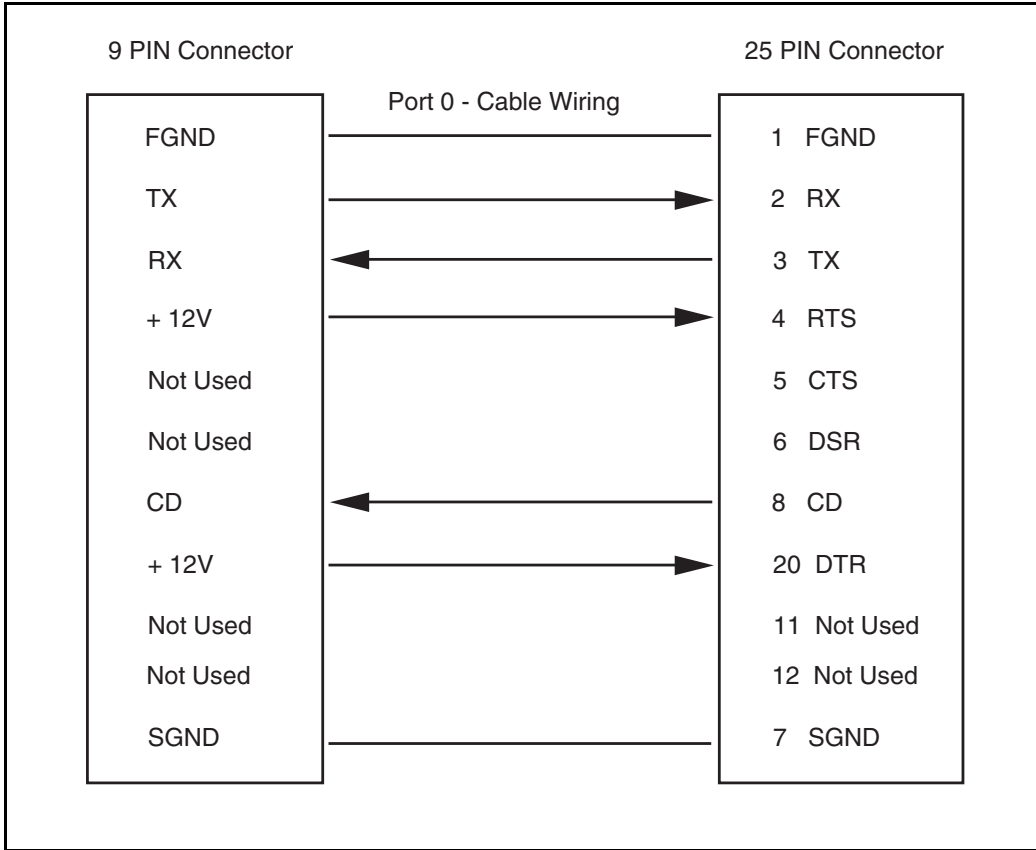 9 PIN Connector
25 PIN Connector
Port 0 - Cable Wiring
FGND
1 FGND
TX
2 RX
RX
3 TX
+ 12V
4 RTS
Not Used
5 CTS
Not Used
6 DSR
CD
8 CD
+ 12V
20 DTR
Not Used
11 Not Used
Not Used
12 Not Used
SGND
7 SGND